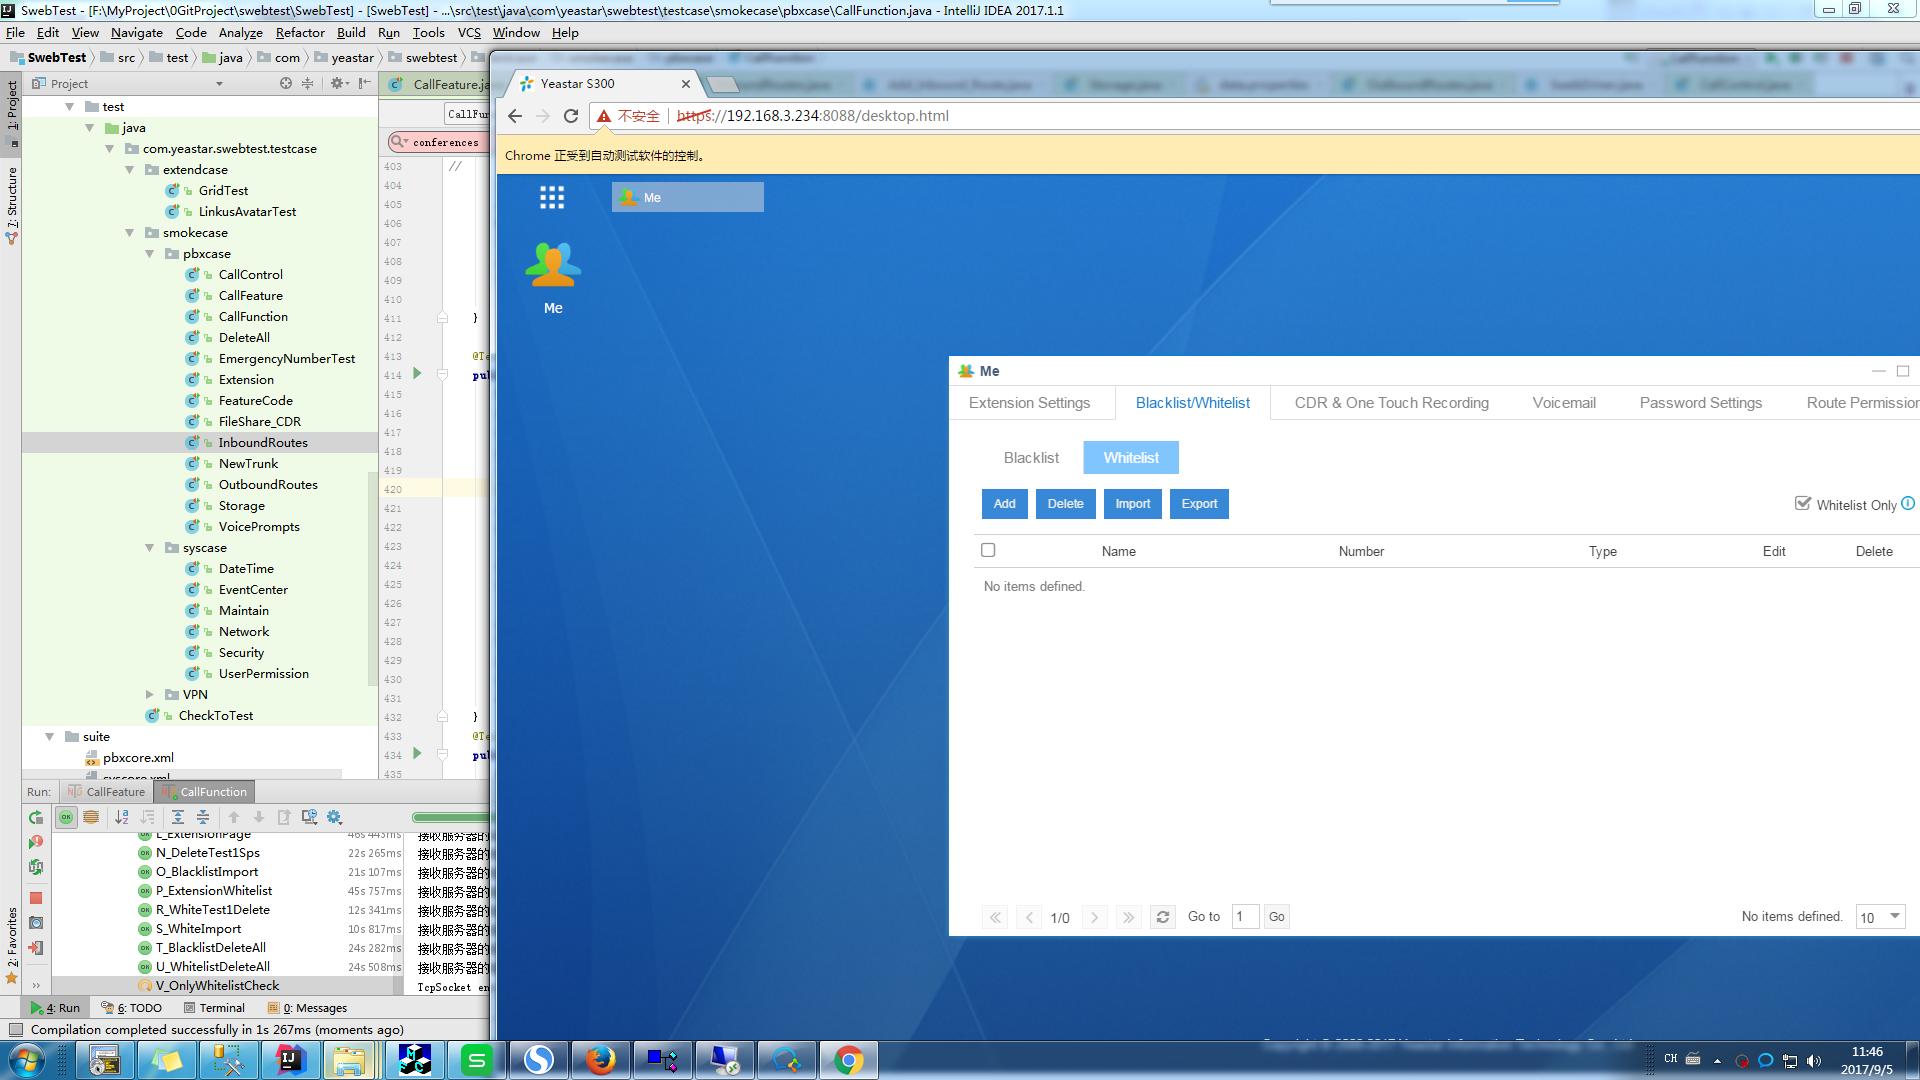 SwebTest - [F:\MyProject\0GitProject\swebtest\SwebTest] - [SwebTest] - ...\src\test\java\com\yeastar\swebtest\testcase\smokecase\pbxcase\CallFunction.java - IntelliJ IDEA 2017.1.1
File Edit View Navigate Code Analyze Refactor Build Run Tools VCS Window Help
SwebTest src test java com yeastar swebtest
Project
1: Project
7: Structure
2: Favorites
test
java
com.yeastar.swebtest.testcase
extendcase
GridTest
LinkusAvatarTest
smokecase
pbxcase
CallControl
CallFeature
CallFunction
DeleteAll
EmergencyNumberTest
Extension
FeatureCode
FileShare_CDR
InboundRoutes
NewTrunk
OutboundRoutes
Storage
VoicePrompts
syscase
DateTime
EventCenter
Maintain
Network
Security
UserPermission
VPN
CheckToTest
suite
pbxcore.xml
syscore.xml
CallFeature.ja
CallFun
conferences
403 //
404
405
406
407
408
409
410
411 }
412
413 @Te
414 pub
415
416
417
418
419
420
421
422
423
424
425
426
427
428
429
430
431
432 }
433 @Te
434 pub
435
Run: CallFeature CallFunction
L_ExtensionPage 46s 443ms 接收服务器的
N_DeleteTest1Sps 22s 265ms 接收服务器的
O_BlacklistImport 21s 107ms 接收服务器的
P_ExtensionWhitelist 45s 757ms 接收服务器的
R_WhiteTest1Delete 12s 341ms 接收服务器的
S_WhiteImport 10s 817ms 接收服务器的
T_BlacklistDeleteAll 24s 282ms 接收服务器的
U_WhitelistDeleteAll 24s 508ms 接收服务器的
V_OnlyWhitelistCheck TcpSocket en
4: Run 6: TODO Terminal 0: Messages
Compilation completed successfully in 1s 267ms (moments ago)
Yeastar S300
不安全 https://192.168.3.234:8088/desktop.html
Chrome 正受到自动测试软件的控制。
Me
Me
Me
Extension Settings Blacklist/Whitelist CDR & One Touch Recording Voicemail Password Settings Route Permission
Blacklist Whitelist
Add Delete Import Export Whitelist Only
Name Number Type Edit Delete
No items defined.
1/0 Go to 1 Go No items defined. 10
CH 11:46
2017/9/5